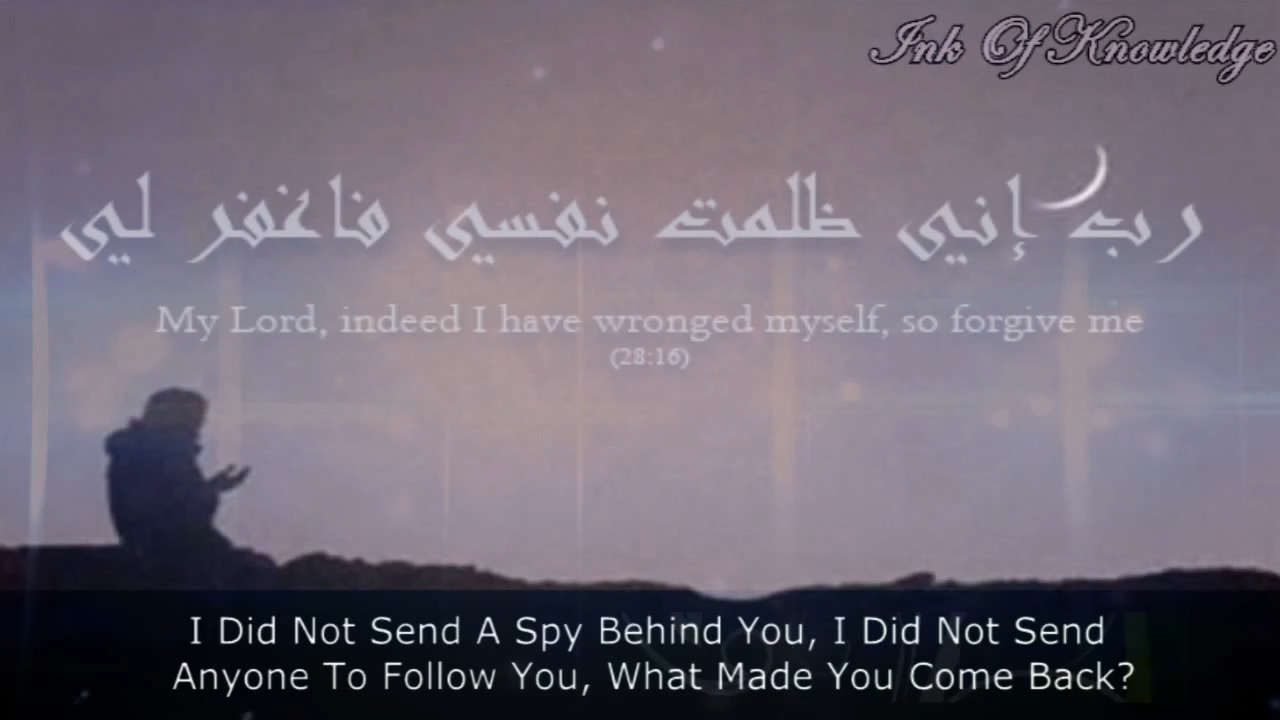 Ink Of Knowledge
رب إني ظلمت نفسي فاغفر لي
My Lord, indeed I have wronged myself, so forgive me
(28:16)
I Did Not Send A Spy Behind You, I Did Not Send
Anyone To Follow You, What Made You Come Back?